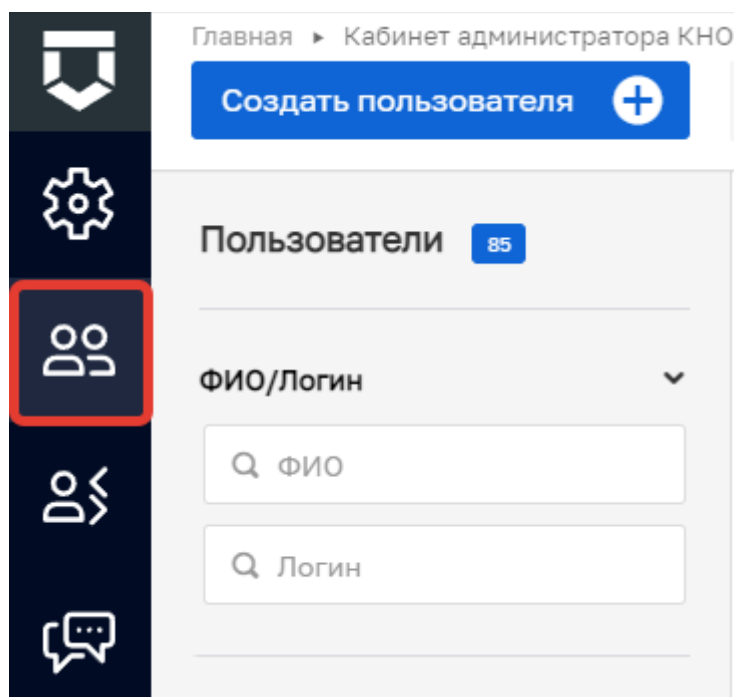 Главная ▸ Кабинет администратора КНО
Создать пользователя
Пользователи 85
ФИО/Логин
ФИО
Логин